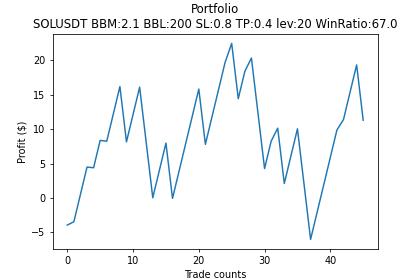 Portfolio
SOLUSDT BBM:2.1 BBL:200 SL:0.8 TP:0.4 lev:20 WinRatio:67.0
20
15
10
5
0
−5
Profit ($)
0 10 20 30 40
Trade counts